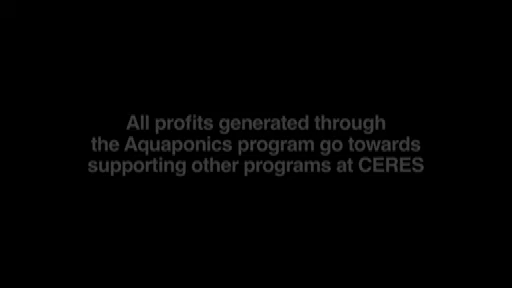 All profits generated through
the Aquaponics program go towards
supporting other programs at CERES